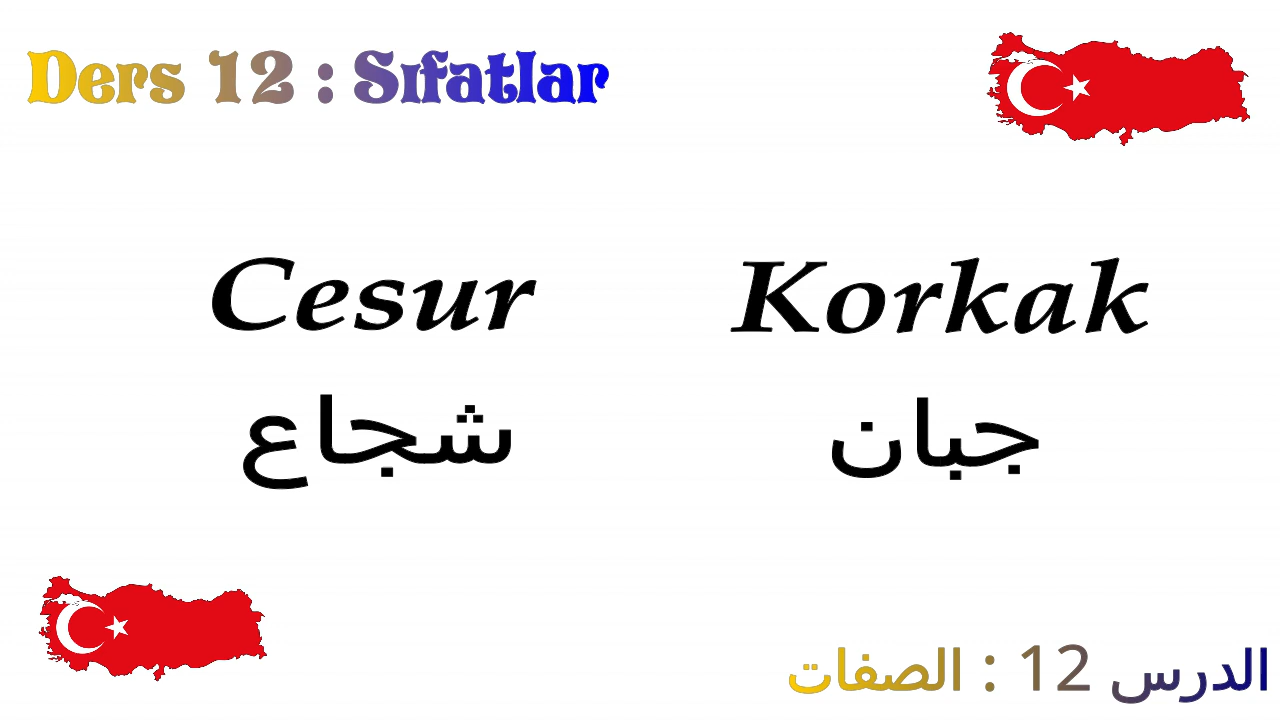 Ders 12 : Sıfatlar
Cesur
Korkak
شجاع
جبان
الدرس 12 : الصفات